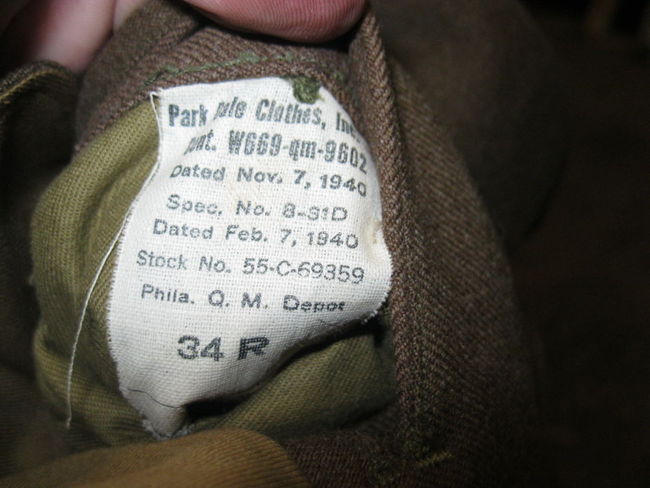 Park Clothes, Inc.
W669-qm-9602
Dated Nov. 7, 1940
Spec. No. 8-31D
Dated Feb. 7, 1940
Stock No. 55-C-69359
Phila. Q. M. Depot
34 R